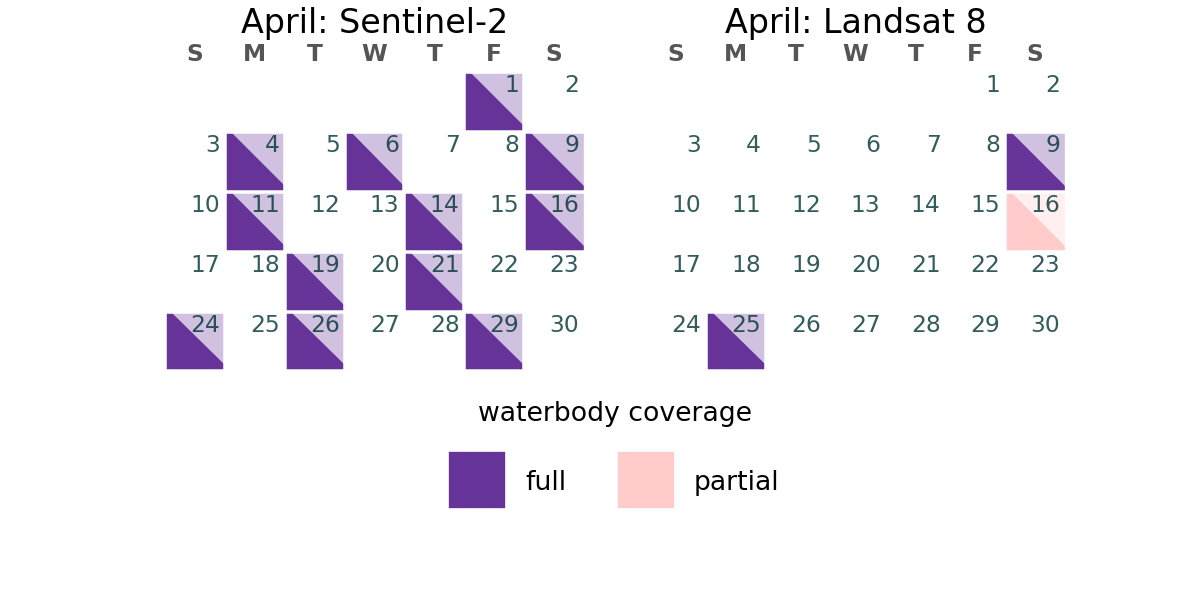 April: Sentinel-2 April: Landsat 8
S M T W T F S S M T W T F S
1 2 1 2
3 4 5 6 7 8 9 3 4 5 6 7 8 9
10 11 12 13 14 15 16 10 11 12 13 14 15 16
17 18 19 20 21 22 23 17 18 19 20 21 22 23
24 25 26 27 28 29 30 24 25 26 27 28 29 30
waterbody coverage
full partial